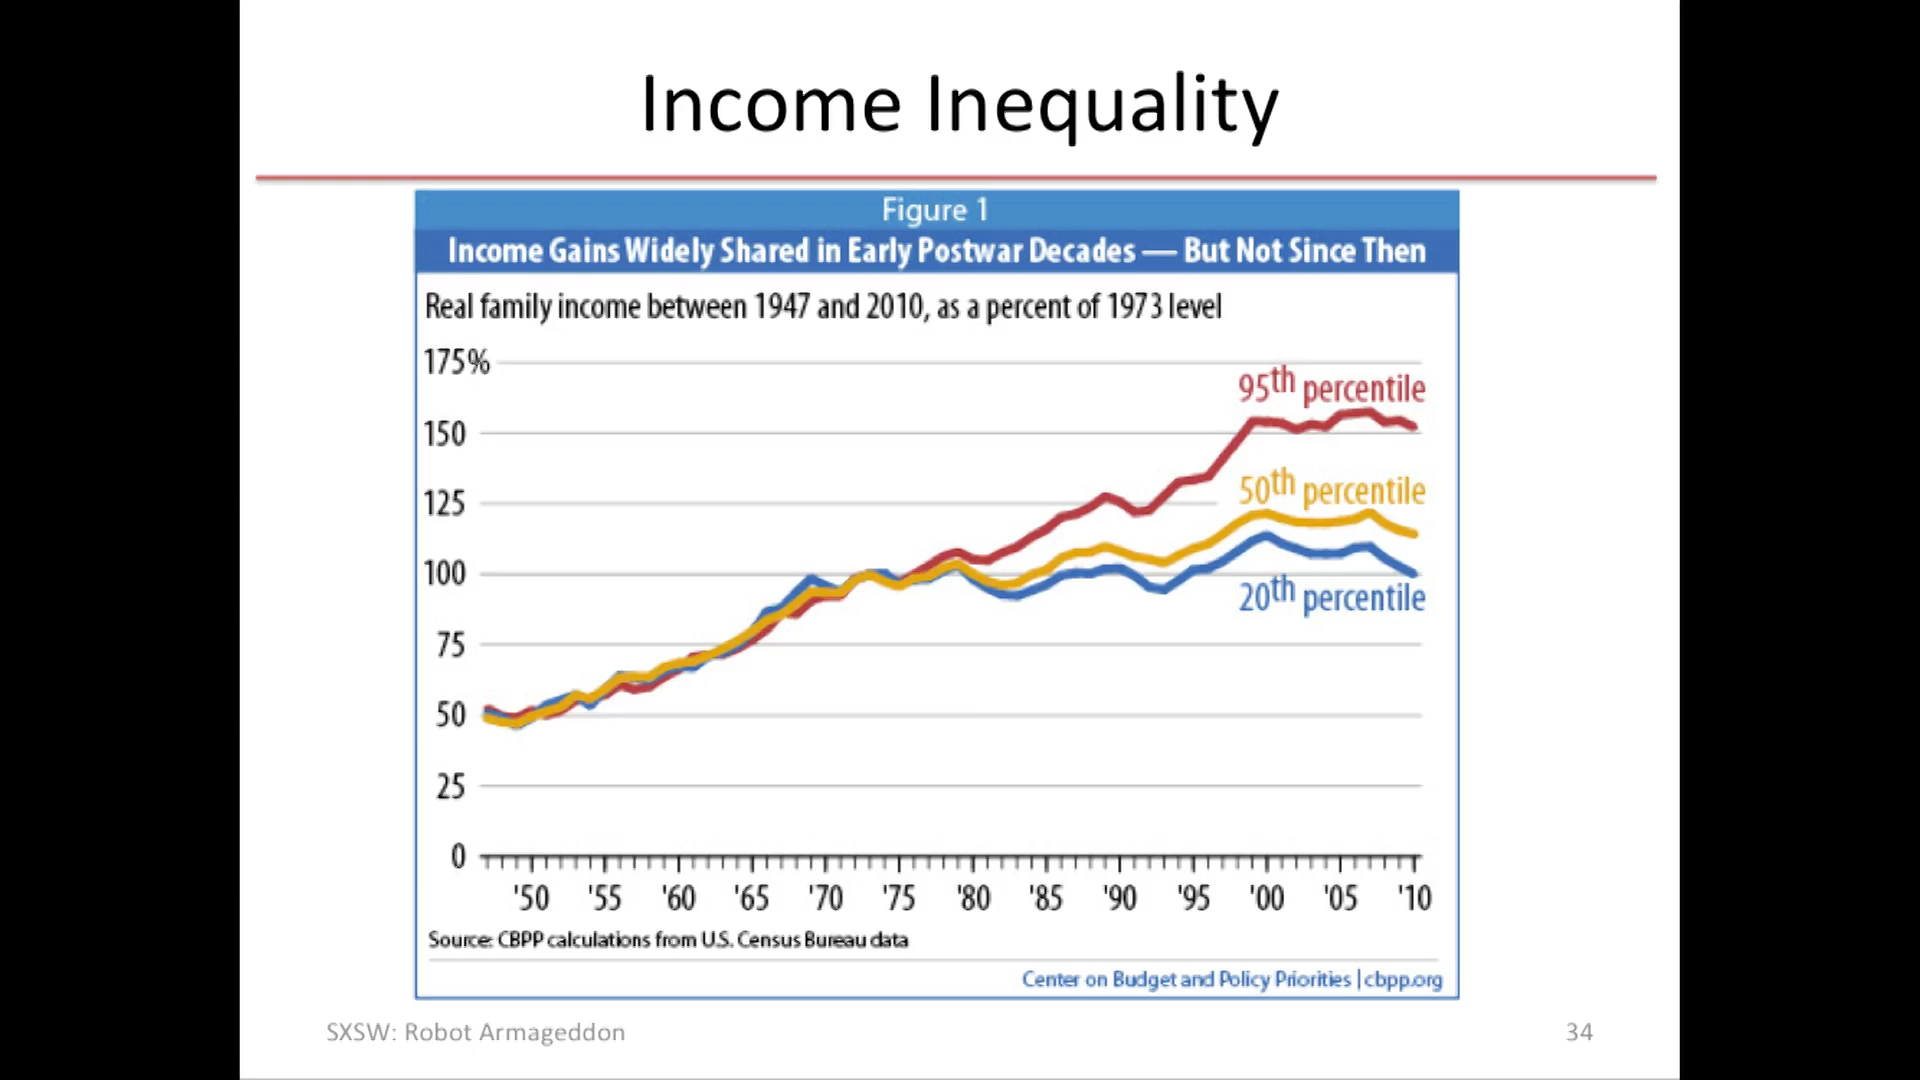 Income Inequality
Figure 1
Income Gains Widely Shared in Early Postwar Decades — But Not Since Then
Real family income between 1947 and 2010, as a percent of 1973 level
175%
95th percentile
150
50th percentile
125
100
20th percentile
75
50
25
0
'50 '55 '60 '65 '70 '75 '80 '85 '90 '95 '00 '05 '10
Source: CBPP calculations from U.S. Census Bureau data
Center on Budget and Policy Priorities | cbpp.org
SXSW: Robot Armageddon
34